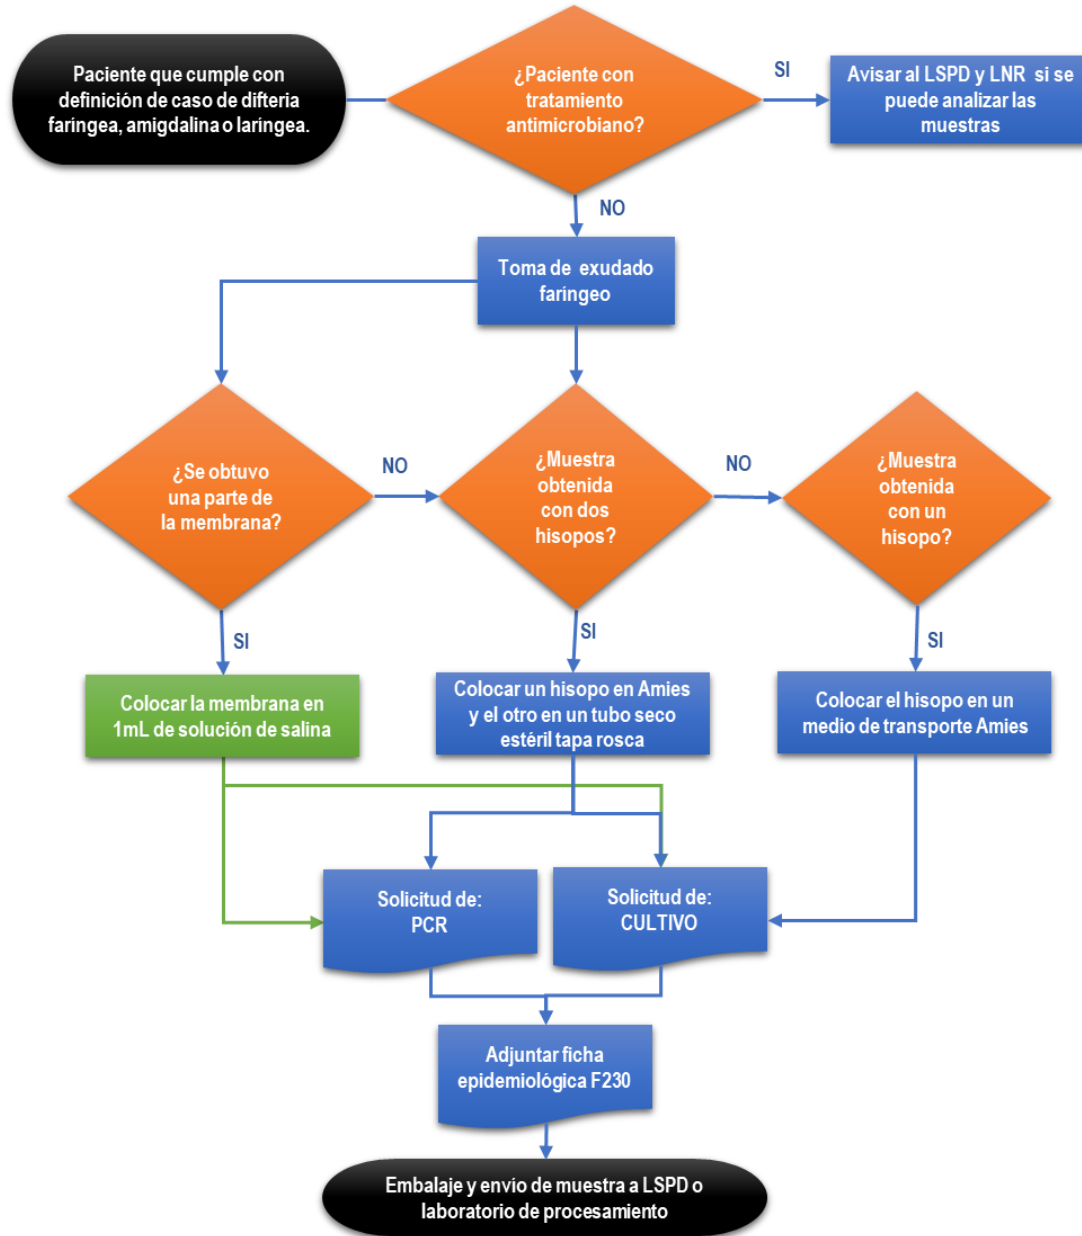 Paciente que cumple con
definición de caso de difteria
faríngea, amigdalina o laríngea.
¿Paciente con
tratamiento
antimicrobiano?
SI
Avisar al LSPD y LNR si se
puede analizar las
muestras
NO
Toma de exudado
faríngeo
¿Se obtuvo
una parte de
la membrana?
NO
¿Muestra
obtenida
con dos
hisopos?
NO
¿Muestra
obtenida
con un
hisopo?
SI
SI
SI
Colocar la membrana en
1mL de solución de salina
Colocar un hisopo en Amies
y el otro en un tubo seco
estéril tapa rosca
Colocar el hisopo en un
medio de transporte Amies
Solicitud de:
PCR
Solicitud de:
CULTIVO
Adjuntar ficha
epidemiológica F230
Embalaje y envío de muestra a LSPD o
laboratorio de procesamiento